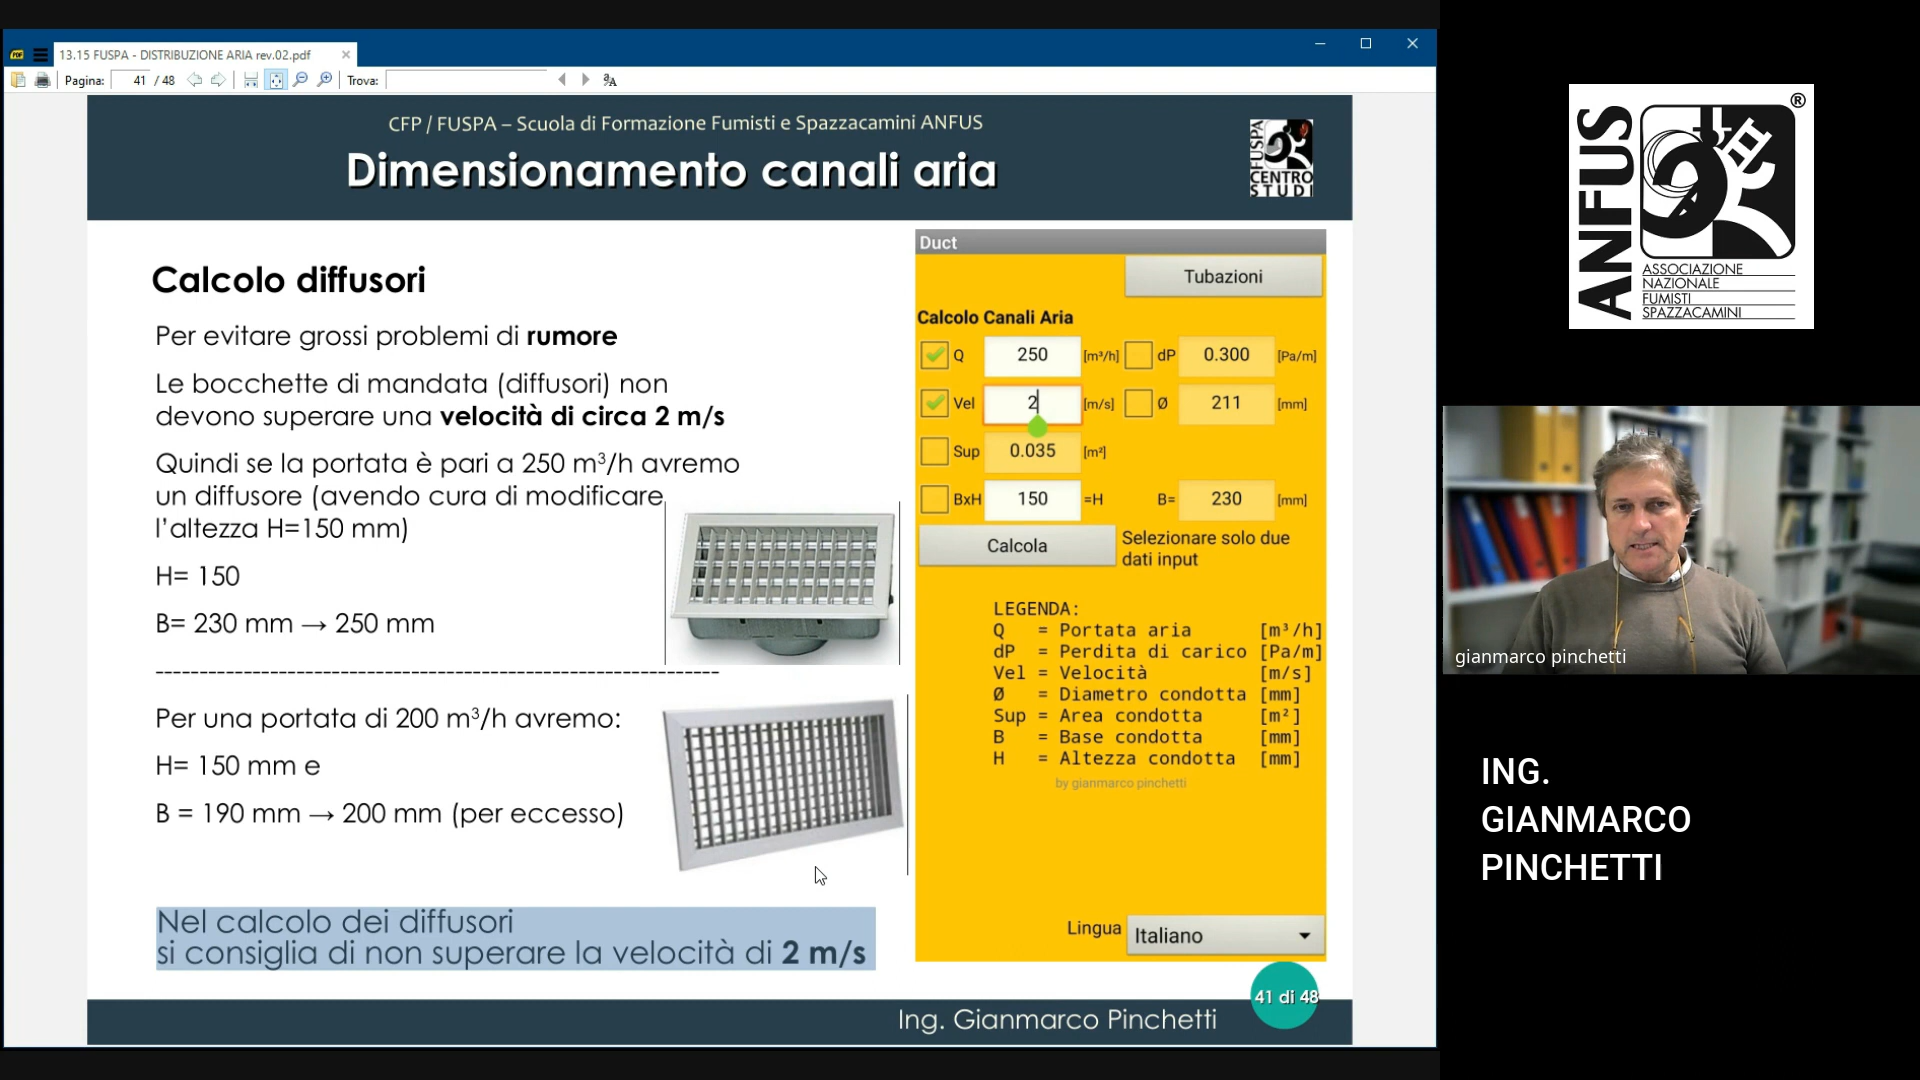 13.15 FUSPA - DISTRIBUZIONE ARIA rev.02.pdf
Pagina: 41 / 48 Trova:
CFP / FUSPA – Scuola di Formazione Fumisti e Spazzacamini ANFUS
Dimensionamento canali aria
FUSPA
CENTRO
STUDI
Calcolo diffusori
Per evitare grossi problemi di rumore
Le bocchette di mandata (diffusori) non
devono superare una velocità di circa 2 m/s
Quindi se la portata è pari a 250 m³/h avremo
un diffusore (avendo cura di modificare
l'altezza H=150 mm)
H= 150
B= 230 mm → 250 mm
----------------------------------------------------------------
Per una portata di 200 m³/h avremo:
H= 150 mm e
B = 190 mm → 200 mm (per eccesso)
Nel calcolo dei diffusori
si consiglia di non superare la velocità di 2 m/s
Duct
Tubazioni
Calcolo Canali Aria
Q 250 [m³/h] dP 0.300 [Pa/m]
Vel 2 [m/s] Ø 211 [mm]
Sup 0.035 [m²]
BxH 150 =H B= 230 [mm]
Calcola
Selezionare solo due
dati input
LEGENDA:
Q = Portata aria [m³/h]
dP = Perdita di carico [Pa/m]
Vel = Velocità [m/s]
Ø = Diametro condotta [mm]
Sup = Area condotta [m²]
B = Base condotta [mm]
H = Altezza condotta [mm]
by gianmarco pinchetti
Lingua Italiano
41 di 48
Ing. Gianmarco Pinchetti
ANFUS
®
ASSOCIAZIONE
NAZIONALE
FUMISTI
SPAZZACAMINI
gianmarco pinchetti
ING.
GIANMARCO
PINCHETTI